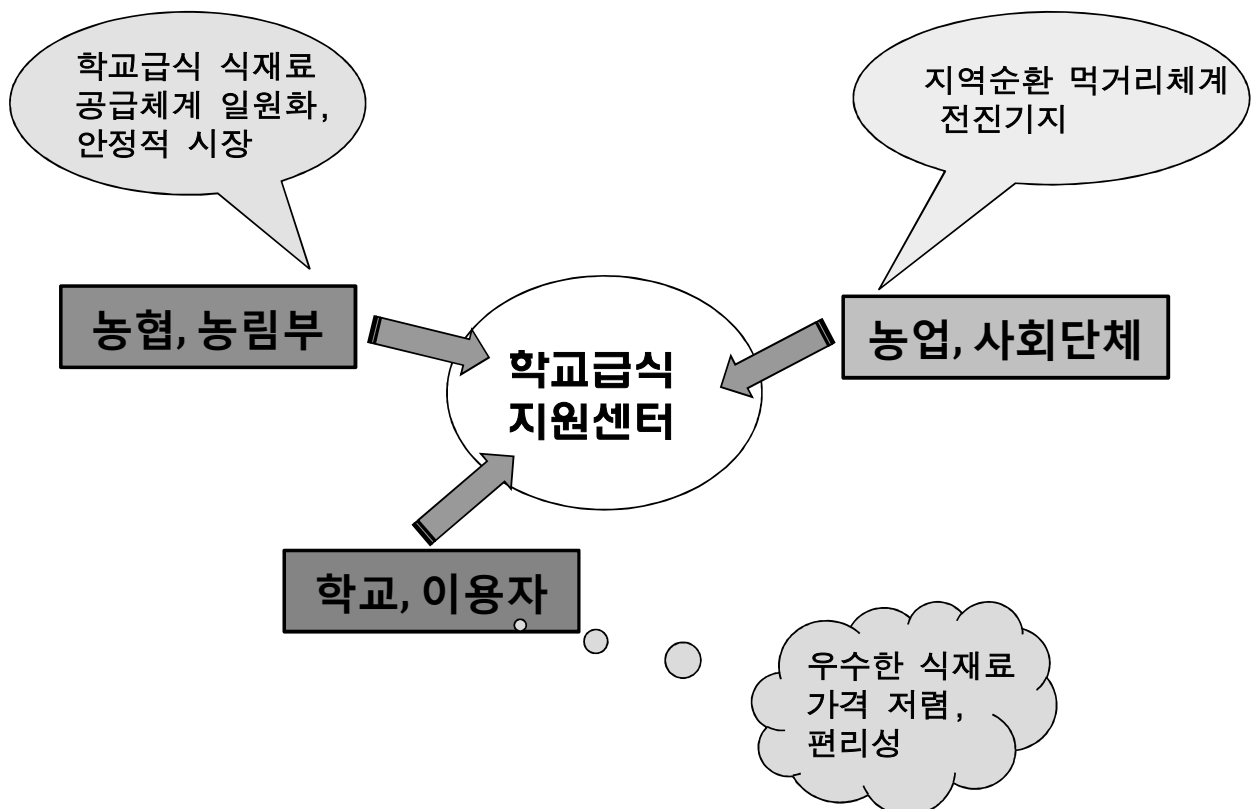 학교급식 식재료
공급체계 일원화,
안정적 시장
지역순환 먹거리체계
전진기지
농협, 농림부
농업, 사회단체
학교급식
지원센터
학교, 이용자
우수한 식재료
가격 저렴,
편리성